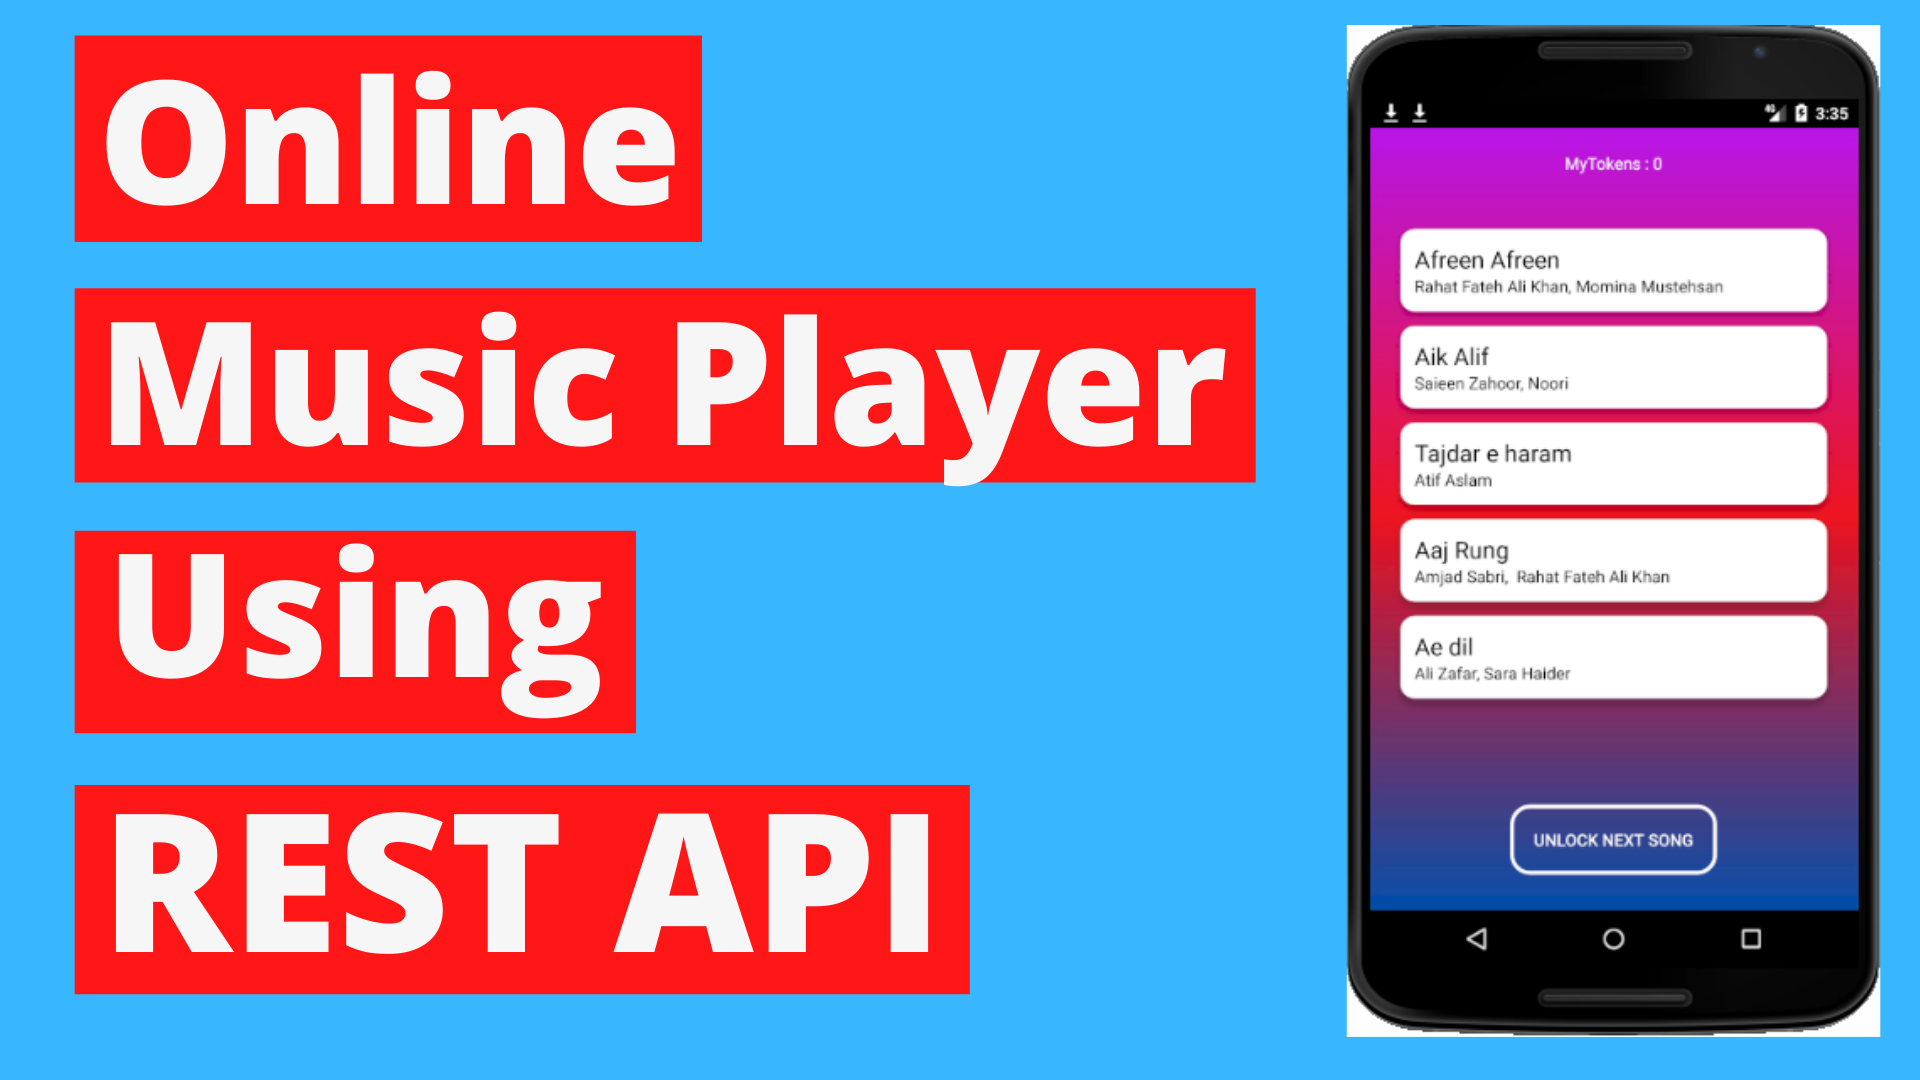 Online
Music Player
Using
REST API
4G 3:35
MyTokens : 0
Afreen Afreen
Rahat Fateh Ali Khan, Momina Mustehsan
Aik Alif
Saieen Zahoor, Noori
Tajdar e haram
Atif Aslam
Aaj Rung
Amjad Sabri,  Rahat Fateh Ali Khan
Ae dil
Ali Zafar, Sara Haider
UNLOCK NEXT SONG